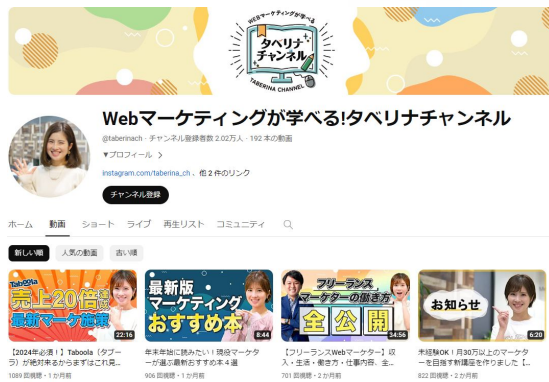 WEBマーケティングが学べる
タベリナ
チャンネル
TABERINA CHANNEL
Webマーケティングが学べる!タベリナチャンネル
@taberinach・チャンネル登録者数 2.02万人・192 本の動画
▼プロフィール >
instagram.com/taberina_ch、他 2 件のリンク
チャンネル登録
ホーム 動画 ショート ライブ 再生リスト コミュニティ
新しい順 人気の動画 古い順
Taboola
売上20倍
最新マーケ施策
22:16
最新版
マーケティング
おすすめ本
8:44
フリーランス
マーケターの働き方
全公開
34:56
お知らせ
6:20
【2024年必須!】Taboola(タブー
ラ)が絶対来るからまずはこれ見...
1089 回視聴・1 か月前
年末年始に読みたい!現役マーケタ
ーが選ぶ最新おすすめ本4選
906 回視聴・1 か月前
【フリーランスWebマーケター】収
入・生活・働き方・仕事内容、全...
701 回視聴・2 か月前
未経験OK!月30万以上のマーケタ
ーを目指す新講座を作りました【...
822 回視聴・2 か月前